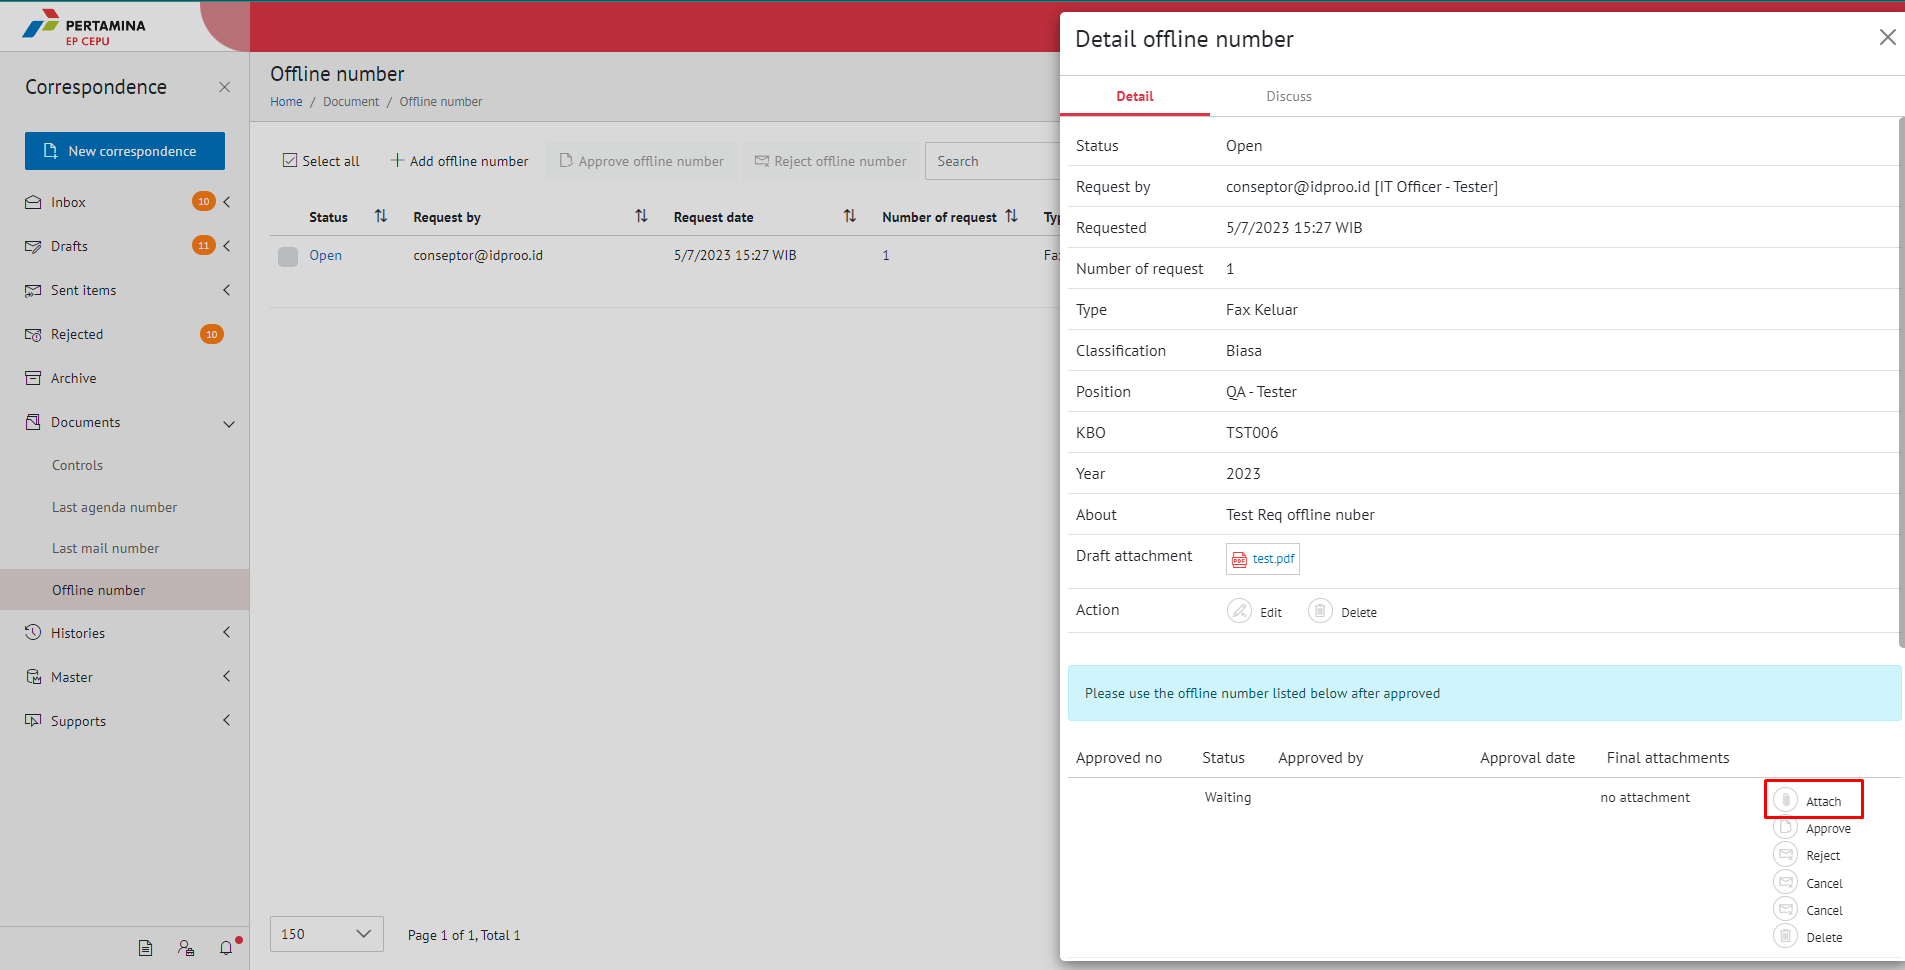 PERTAMINA
EP CEPU
Correspondence
New correspondence
Inbox 10
Drafts 11
Sent items
Rejected 10
Archive
Documents
Controls
Last agenda number
Last mail number
Offline number
Histories
Master
Supports
Offline number
Home / Document / Offline number
Select all Add offline number Approve offline number Reject offline number Search
Status Request by Request date Number of request
Open conseptor@idproo.id 5/7/2023 15:27 WIB 1
150 Page 1 of 1, Total 1
Detail offline number
Detail Discuss
Status Open
Request by conseptor@idproo.id [IT Officer - Tester]
Requested 5/7/2023 15:27 WIB
Number of request 1
Type Fax Keluar
Classification Biasa
Position QA - Tester
KBO TST006
Year 2023
About Test Req offline nuber
Draft attachment PDF test.pdf
Action Edit Delete
Please use the offline number listed below after approved
Approved no Status Approved by Approval date Final attachments
Waiting no attachment Attach
Approve
Reject
Cancel
Cancel
Delete